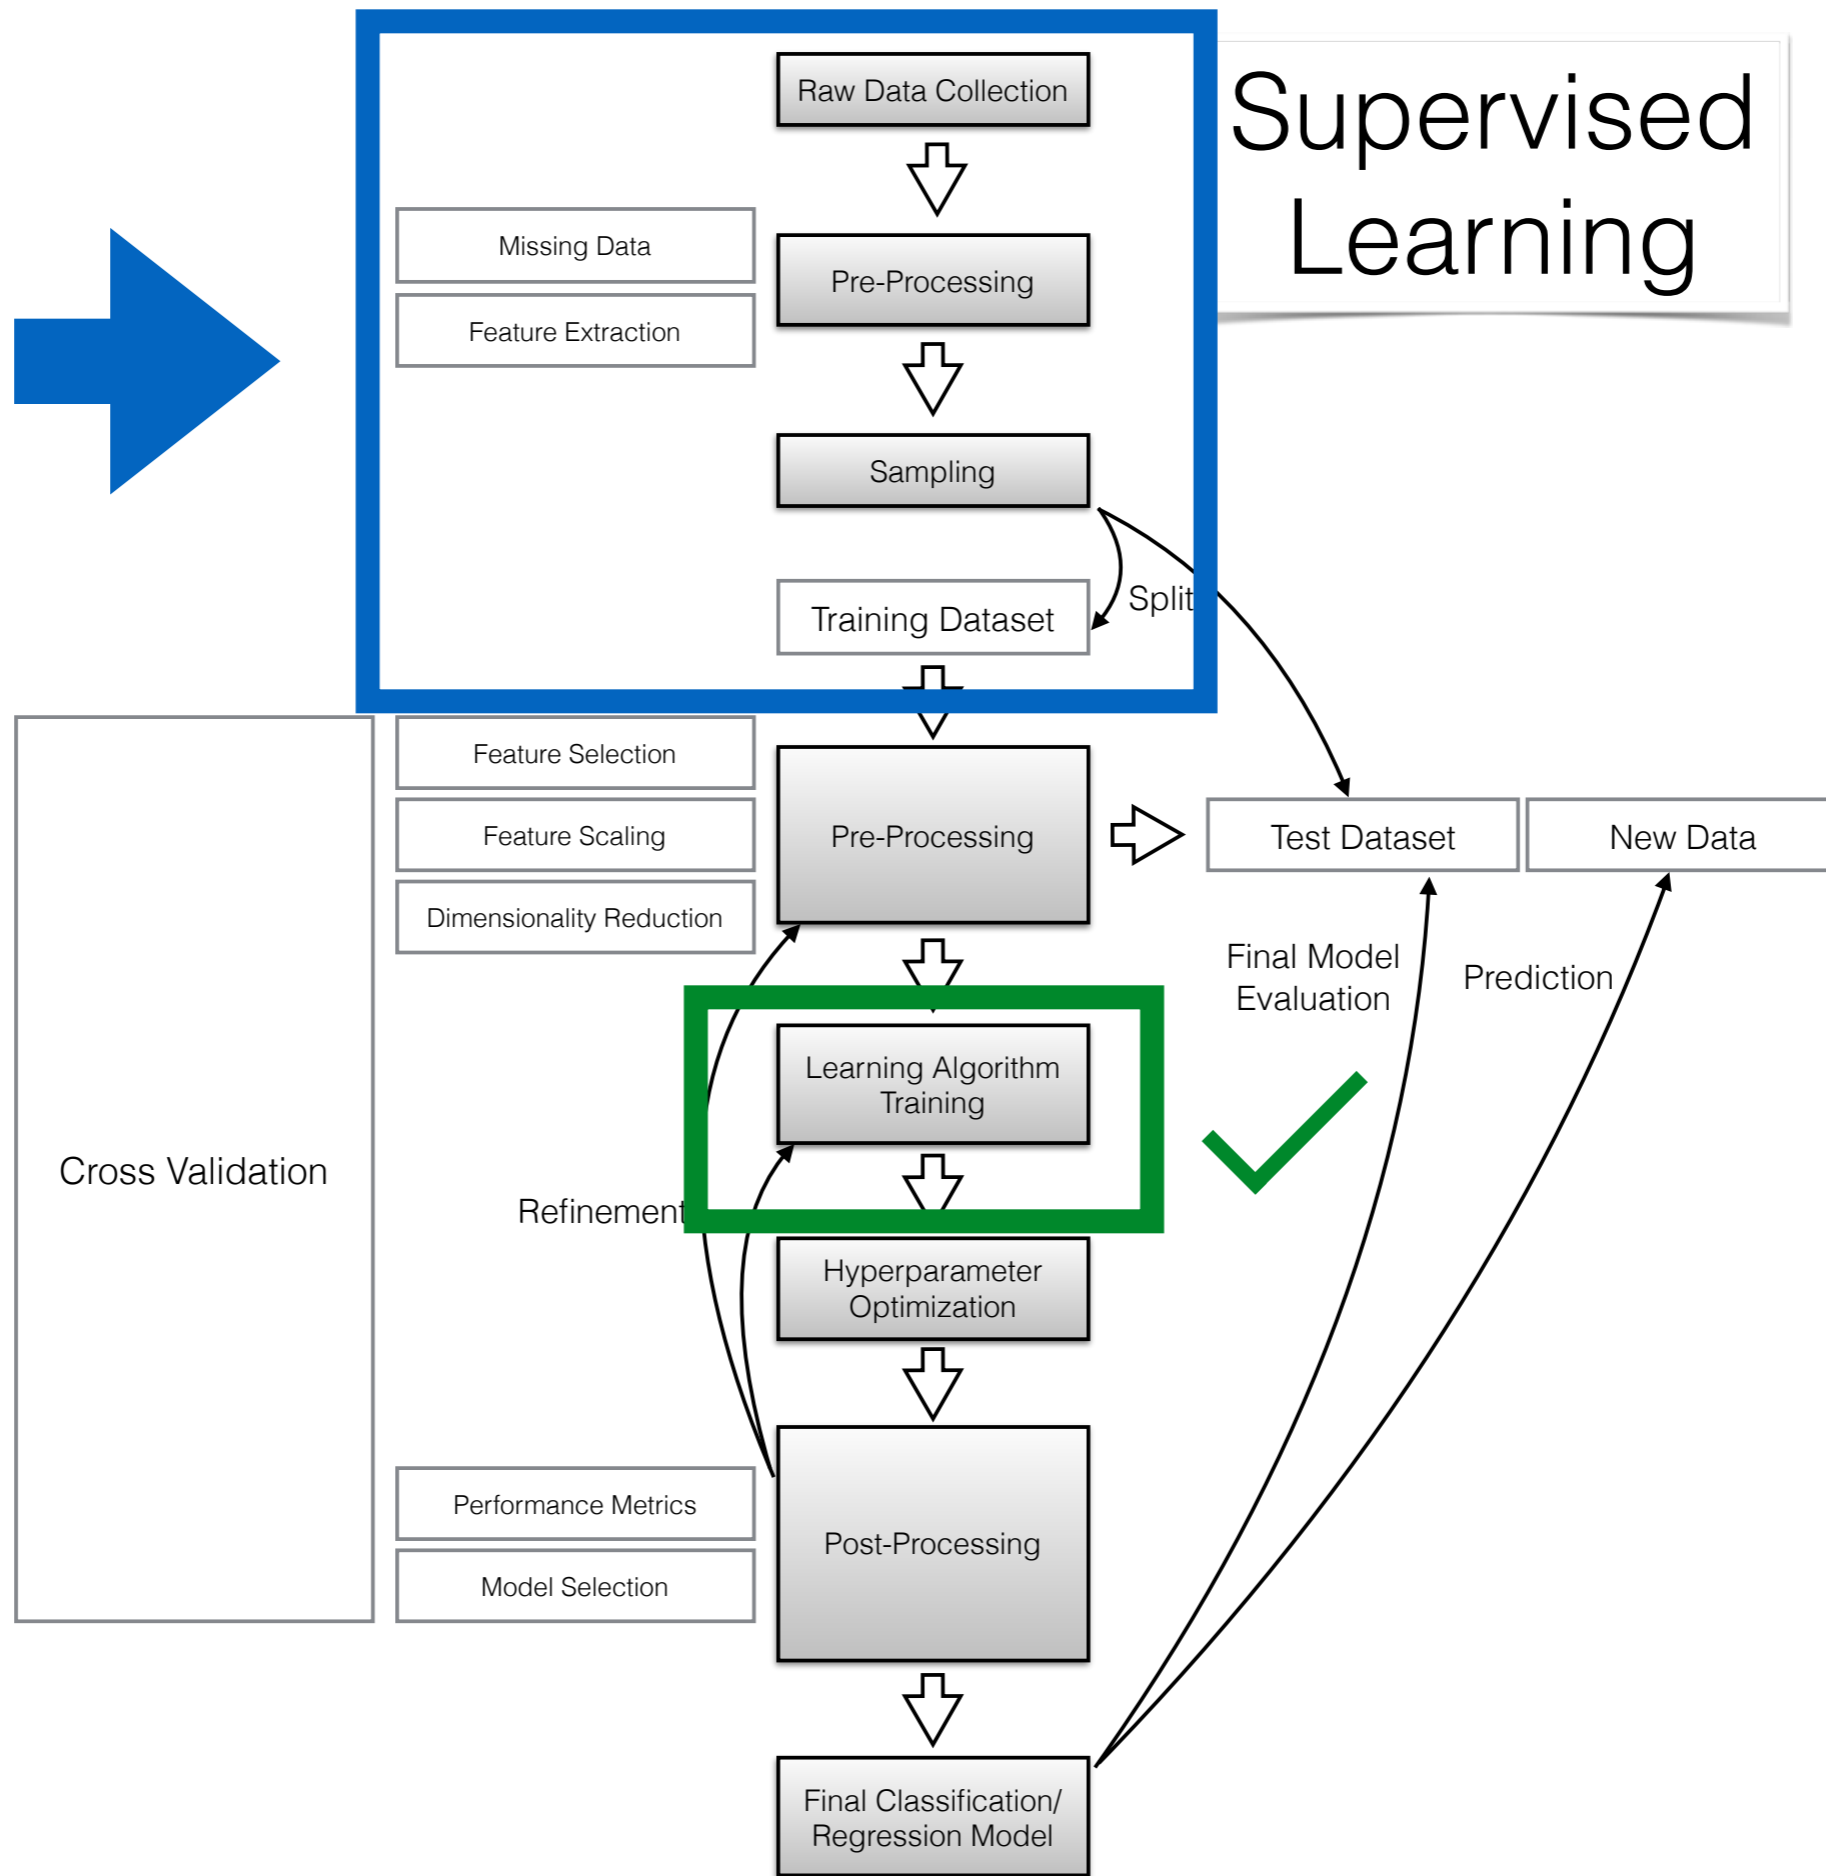 Supervised
Learning
Raw Data Collection
Missing Data
Pre-Processing
Feature Extraction
Sampling
Split
Training Dataset
Feature Selection
Feature Scaling
Pre-Processing
Test Dataset
New Data
Dimensionality Reduction
Final Model
Evaluation
Prediction
Learning Algorithm
Training
Cross Validation
Refinement
Hyperparameter
Optimization
Performance Metrics
Post-Processing
Model Selection
Final Classification/
Regression Model